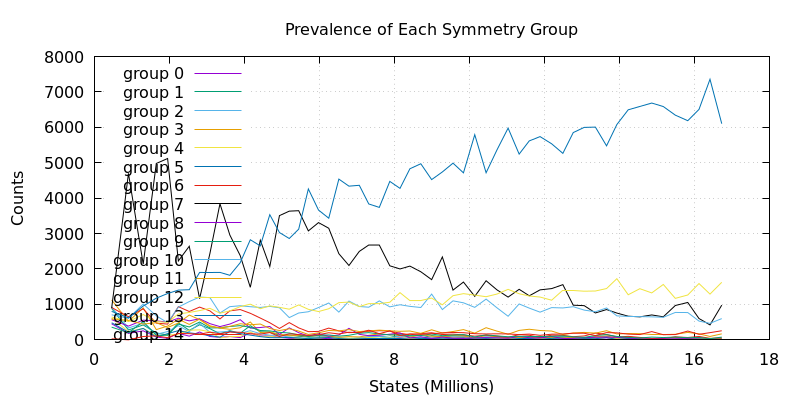 Prevalence of Each Symmetry Group
Counts
8000
7000
6000
5000
4000
3000
2000
1000
0
group 0
group 1
group 2
group 3
group 4
group 5
group 6
group 7
group 8
group 9
group 10
group 11
group 12
group 13
group 14
0 2 4 6 8 10 12 14 16 18
States (Millions)